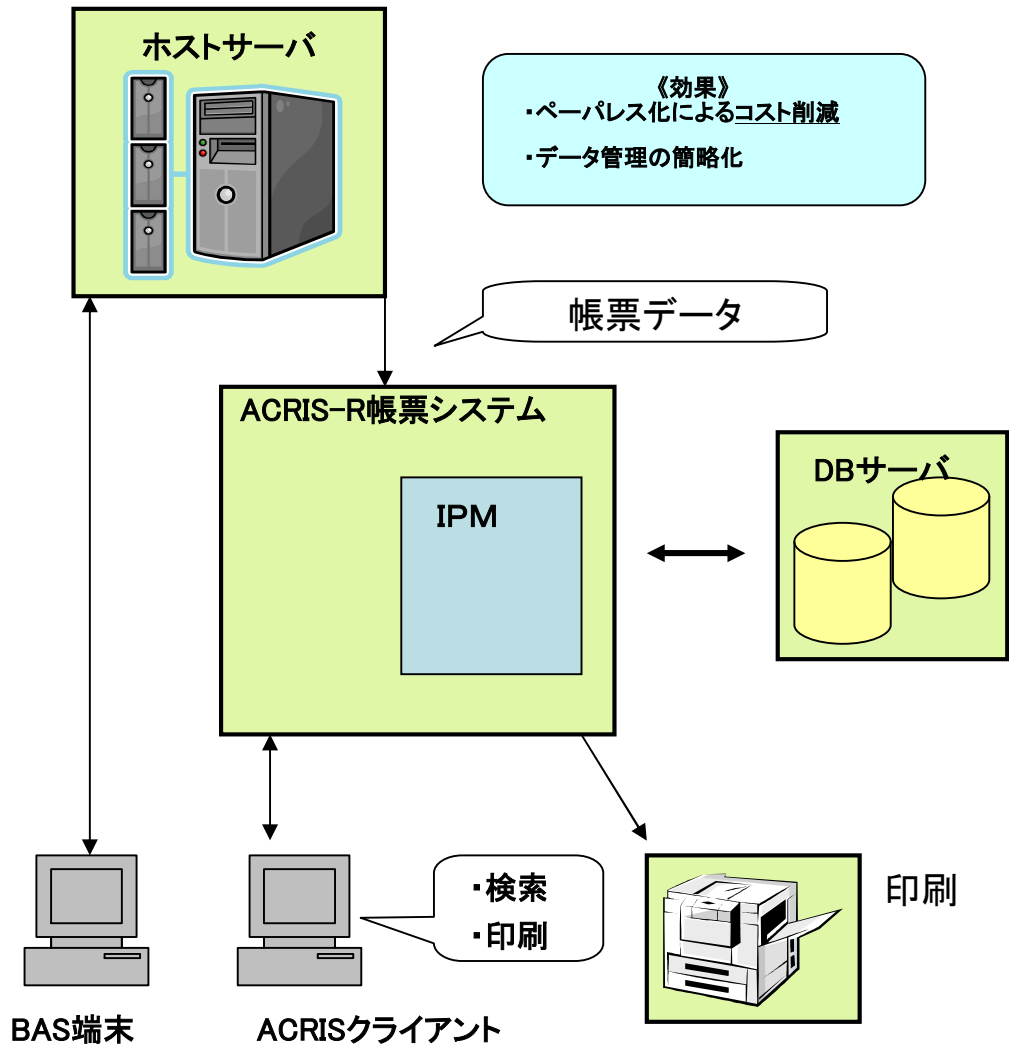 ホストサーバ
《効果》
・ペーパレス化によるコスト削減
・データ管理の簡略化
帳票データ
ACRIS-R帳票システム
IPM
DBサーバ
・検索
・印刷
印刷
BAS端末
ACRISクライアント